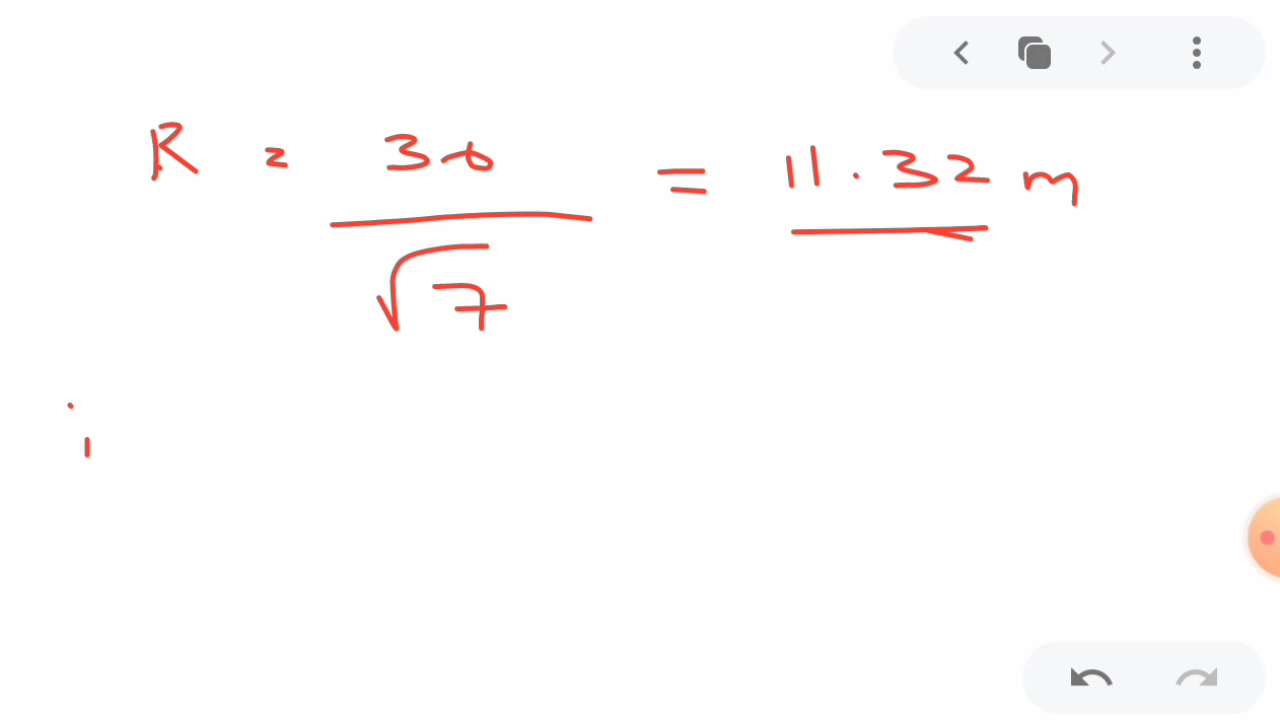 R = 30 = 11.32 m
√7
i